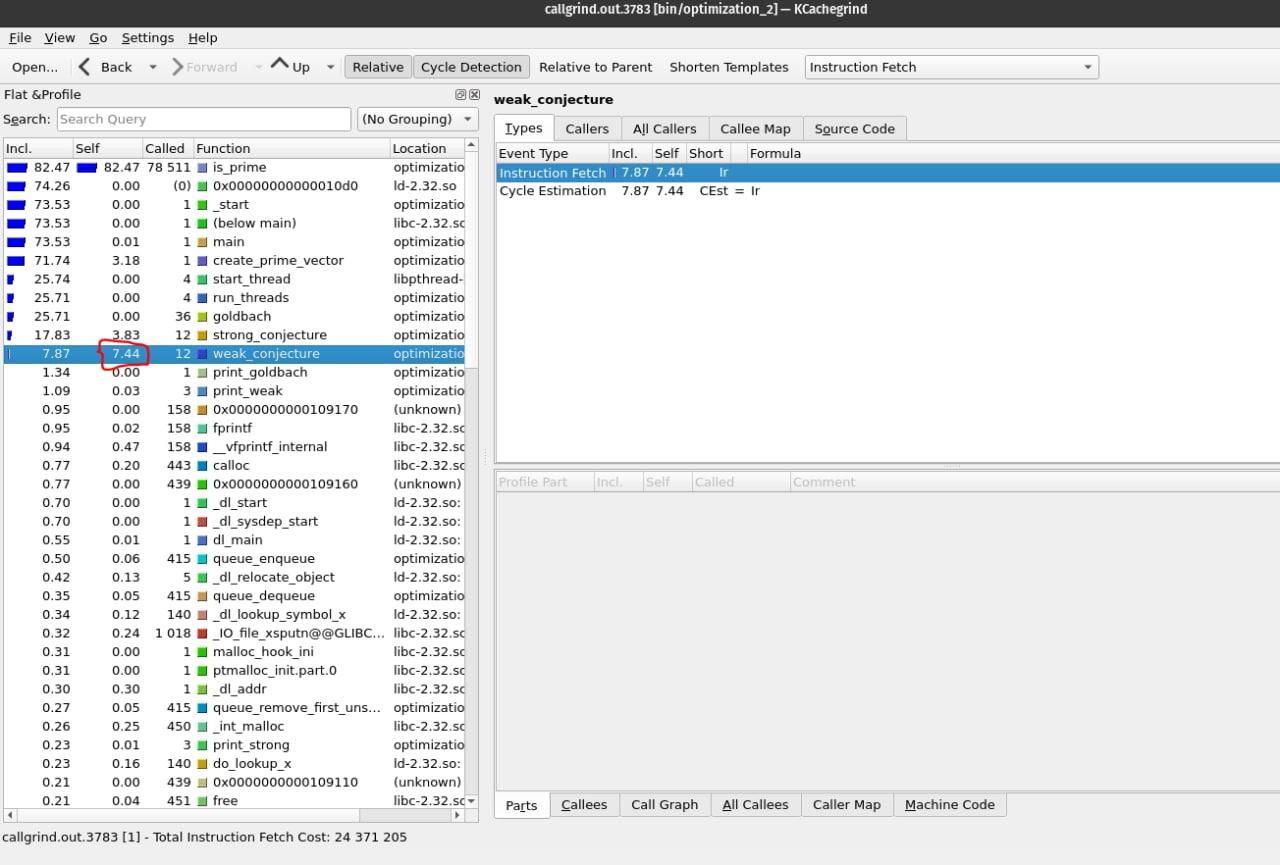 callgrind.out.3783 [bin/optimization_2] — KCachegrind
File View Go Settings Help
Open... Back Forward Up Relative Cycle Detection Relative to Parent Shorten Templates Instruction Fetch
Flat &Profile
Search: Search Query (No Grouping)
Incl. Self Called Function Location
82.47 82.47 78 511 is_prime optimizatio
74.26 0.00 (0) 0x00000000000010d0 ld-2.32.so
73.53 0.00 1 _start optimizatio
73.53 0.00 1 (below main) libc-2.32.sc
73.53 0.01 1 main optimizatio
71.74 3.18 1 create_prime_vector optimizatio
25.74 0.00 4 start_thread libpthread-
25.71 0.00 4 run_threads optimizatio
25.71 0.00 36 goldbach optimizatio
17.83 3.83 12 strong_conjecture optimizatio
7.87 7.44 12 weak_conjecture optimizatio
1.34 0.00 1 print_goldbach optimizatio
1.09 0.03 3 print_weak optimizatio
0.95 0.00 158 0x0000000000109170 (unknown)
0.95 0.02 158 fprintf libc-2.32.sc
0.94 0.47 158 __vfprintf_internal libc-2.32.sc
0.77 0.20 443 calloc libc-2.32.sc
0.77 0.00 439 0x0000000000109160 (unknown)
0.70 0.00 1 _dl_start ld-2.32.so:
0.70 0.00 1 _dl_sysdep_start ld-2.32.so:
0.55 0.01 1 dl_main ld-2.32.so:
0.50 0.06 415 queue_enqueue optimizatio
0.42 0.13 5 _dl_relocate_object ld-2.32.so:
0.35 0.05 415 queue_dequeue optimizatio
0.34 0.12 140 _dl_lookup_symbol_x ld-2.32.so:
0.32 0.24 1 018 _IO_file_xsputn@@GLIBC... libc-2.32.sc
0.31 0.00 1 malloc_hook_ini libc-2.32.sc
0.31 0.00 1 ptmalloc_init.part.0 libc-2.32.sc
0.30 0.30 1 _dl_addr libc-2.32.sc
0.27 0.05 415 queue_remove_first_uns... optimizatio
0.26 0.25 450 _int_malloc libc-2.32.sc
0.23 0.01 3 print_strong optimizatio
0.23 0.16 140 do_lookup_x ld-2.32.so:
0.21 0.00 439 0x0000000000109110 (unknown)
0.21 0.04 451 free libc-2.32.sc
weak_conjecture
Types Callers All Callers Callee Map Source Code
Event Type Incl. Self Short Formula
Instruction Fetch 7.87 7.44 Ir
Cycle Estimation 7.87 7.44 CEst = Ir
Profile Part Incl. Self Called Comment
Parts Callees Call Graph All Callees Caller Map Machine Code
callgrind.out.3783 [1] - Total Instruction Fetch Cost: 24 371 205